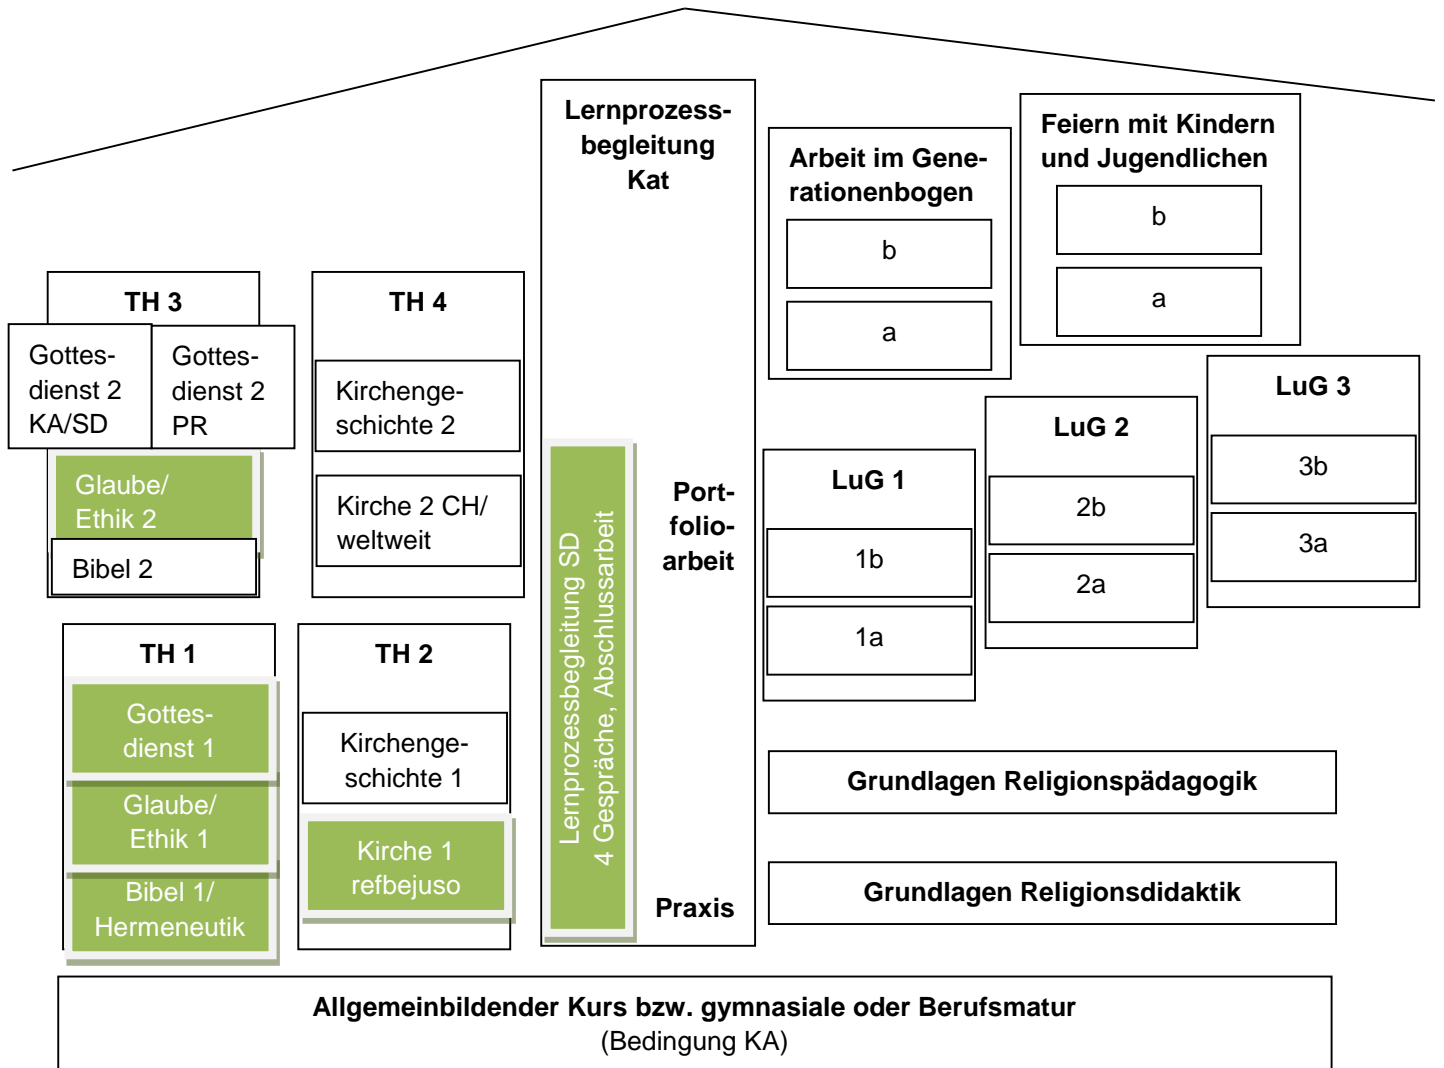 Lernprozess-
begleitung
Kat
Port-
folio-
arbeit
Praxis
Lernprozessbegleitung SD
4 Gespräche, Abschlussarbeit
Arbeit im Gene-
rationenbogen
b
a
Feiern mit Kindern
und Jugendlichen
b
a
TH 3
Gottes-
dienst 2
KA/SD
Gottes-
dienst 2
PR
Glaube/
Ethik 2
Bibel 2
TH 4
Kirchenge-
schichte 2
Kirche 2 CH/
weltweit
LuG 1
1b
1a
LuG 2
2b
2a
LuG 3
3b
3a
TH 1
Gottes-
dienst 1
Glaube/
Ethik 1
Bibel 1/
Hermeneutik
TH 2
Kirchenge-
schichte 1
Kirche 1
refbejuso
Grundlagen Religionspädagogik
Grundlagen Religionsdidaktik
Allgemeinbildender Kurs bzw. gymnasiale oder Berufsmatur
(Bedingung KA)